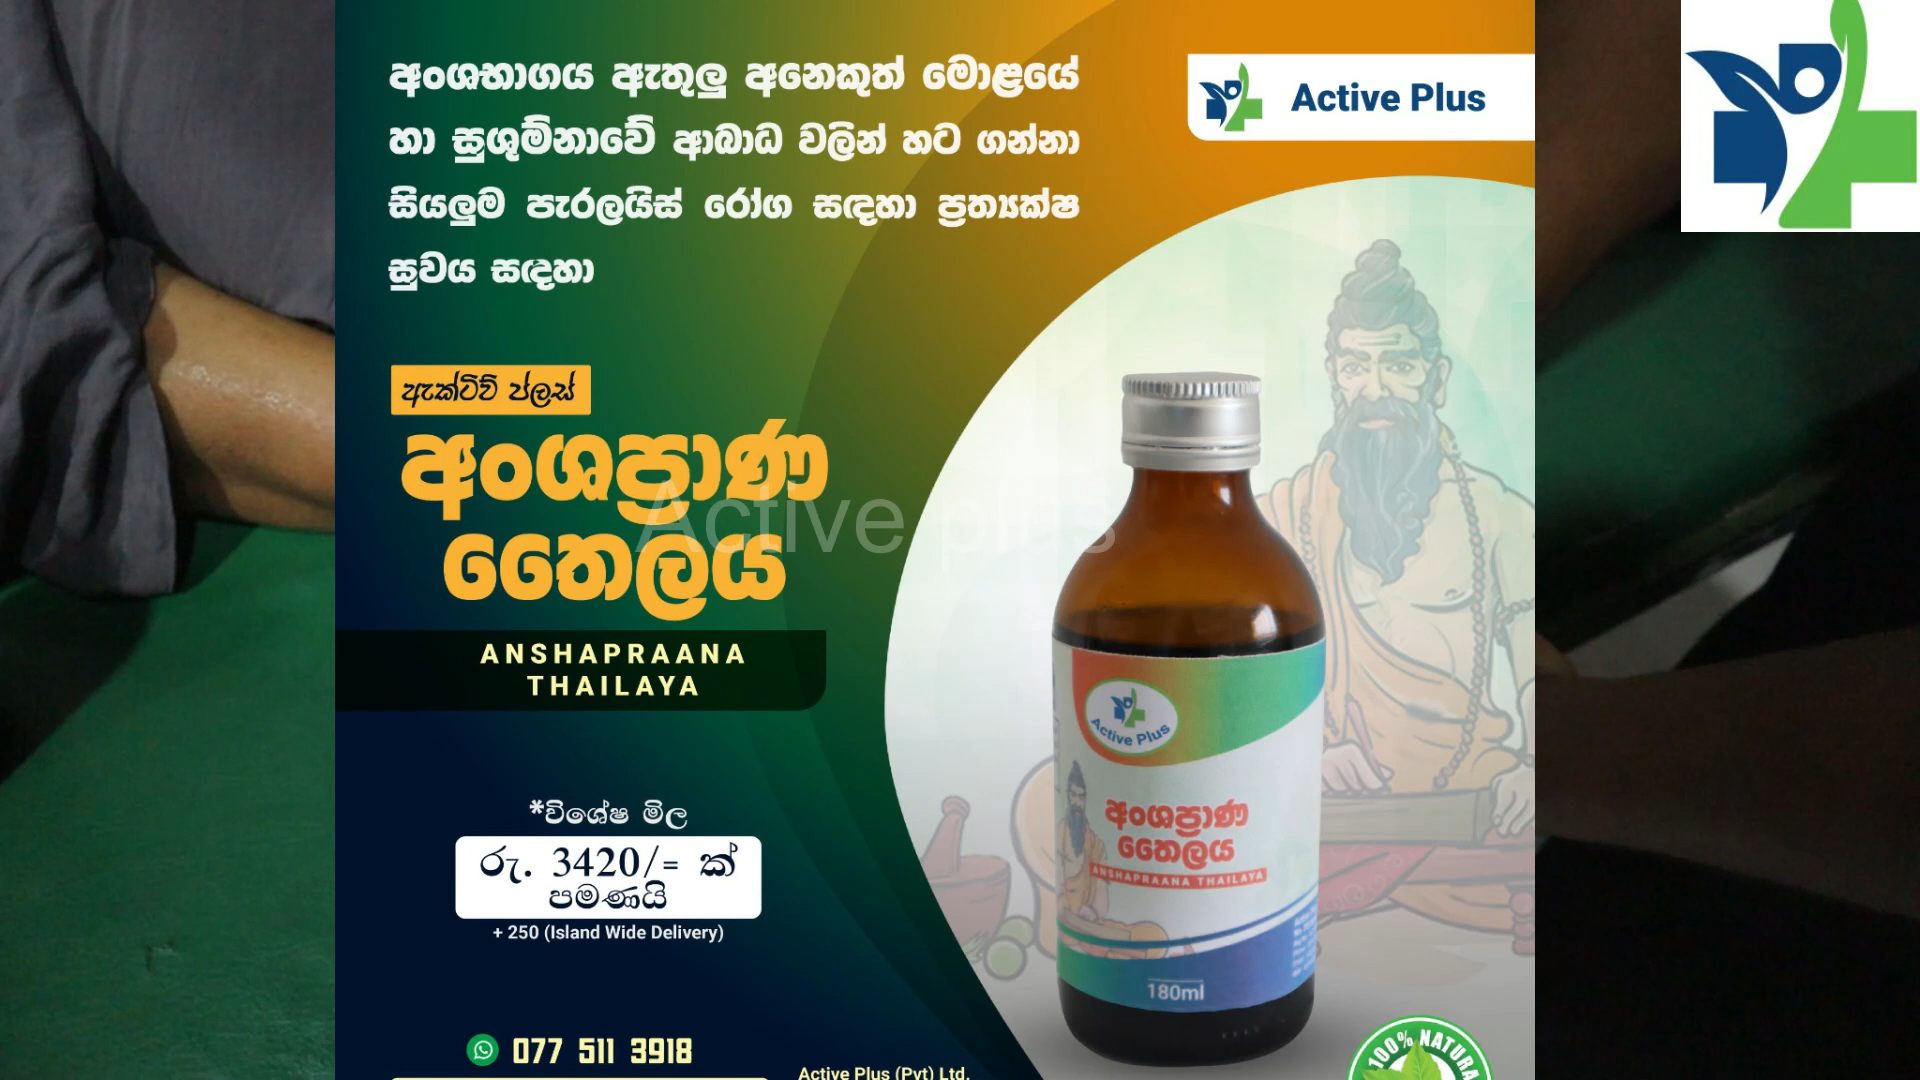 අංශභාගය ඇතුලු අනෙකුත් මොළයේ
හා සුශුම්නාවේ ආබාධ වලින් හට ගන්නා
සියලුම පැරලයිස් රෝග සඳහා ප්‍රත්‍යක්ෂ
සුවය සඳහා
Active Plus
ඇක්ටිව් ප්ලස්
අංශප්‍රාණ
තෛලය
Active plus
ANSHAPRAANA
THAILAYA
*විශේෂ මිල
රු. 3420/= ක්
පමණයි
+ 250 (Island Wide Delivery)
077 511 3918
Active Plus (Pvt) Ltd.
Active Plus
අංශප්‍රාණ
තෛලය
ANSHAPRAANA THAILAYA
180ml
100% NATURA